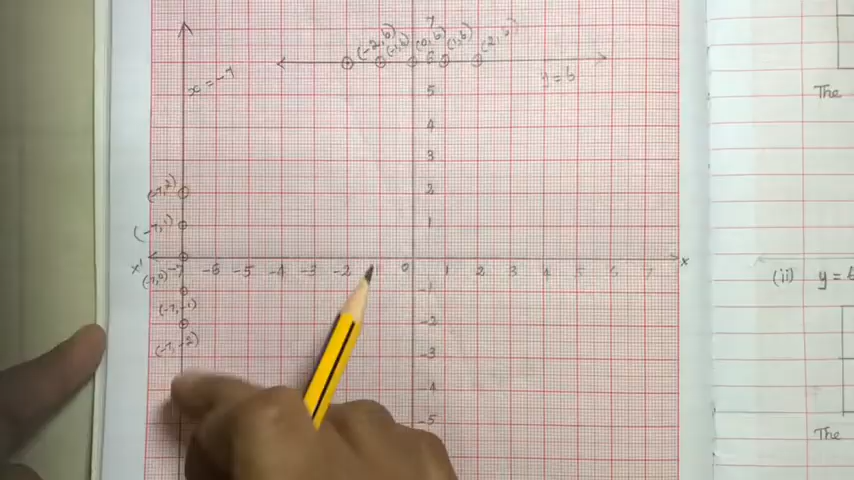 7
(-2,6) (-1,6) (0,6) (1,6) (2,6)
6
x = -7
y = 6
5
The
4
3
(-7,2) 2
(-7,1) 1
x' -7 -6 -5 -4 -3 -2 -1 0 1 2 3 4 5 6 7 x
(-7,0)
(ii) y = 6
-1
(-7,-1)
-2
(-7,-2)
-3
-4
-5
The